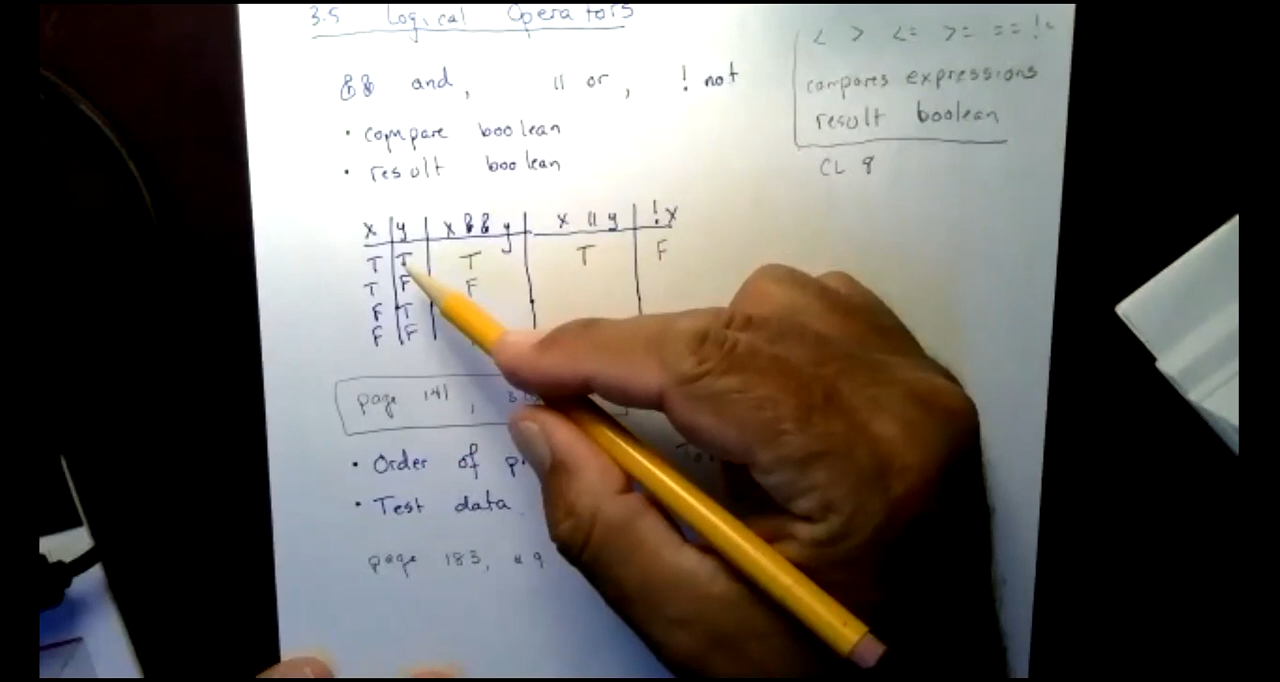 3.5 Logical Operators
&& and, || or, ! not
• compare boolean
• result boolean
< > <= >= == !=
compares expressions
result boolean
CL 8
x y x && y x || y !x
T T T T F
T F F
F T
F F
page 141,
• Order of
• Test data
page 183, #9